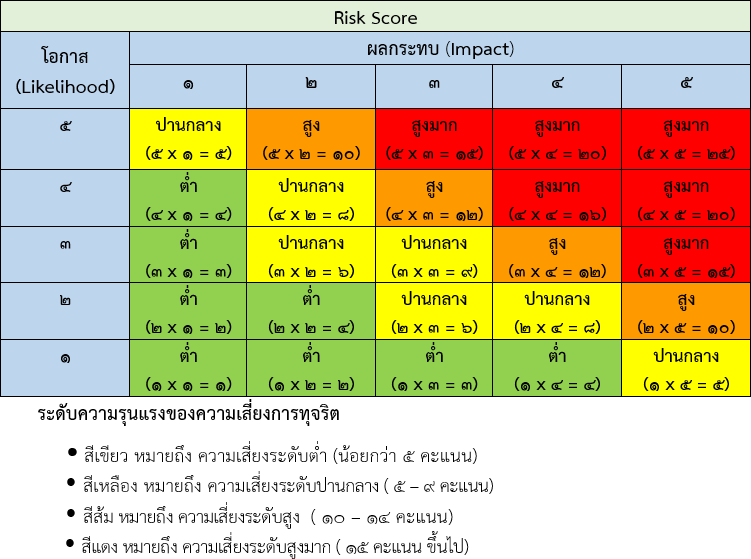 Risk Score
โอกาส
(Likelihood)
ผลกระทบ (Impact)
๑ ๒ ๓ ๔ ๕
๕ ปานกลาง สูง สูงมาก สูงมาก สูงมาก
(๕ x ๑ = ๕) (๕ x ๒ = ๑๐) (๕ x ๓ = ๑๕) (๕ x ๔ = ๒๐) (๕ x ๕ = ๒๕)
๔ ต่ำ ปานกลาง สูง สูงมาก สูงมาก
(๔ x ๑ = ๔) (๔ x ๒ = ๘) (๔ x ๓ = ๑๒) (๔ x ๔ = ๑๖) (๔ x ๕ = ๒๐)
๓ ต่ำ ปานกลาง ปานกลาง สูง สูงมาก
(๓ x ๑ = ๓) (๓ x ๒ = ๖) (๓ x ๓ = ๙) (๓ x ๔ = ๑๒) (๓ x ๕ = ๑๕)
๒ ต่ำ ต่ำ ปานกลาง ปานกลาง สูง
(๒ x ๑ = ๒) (๒ x ๒ = ๔) (๒ x ๓ = ๖) (๒ x ๔ = ๘) (๒ x ๕ = ๑๐)
๑ ต่ำ ต่ำ ต่ำ ต่ำ ปานกลาง
(๑ x ๑ = ๑) (๑ x ๒ = ๒) (๑ x ๓ = ๓) (๑ x ๔ = ๔) (๑ x ๕ = ๕)
ระดับความรุนแรงของความเสี่ยงการทุจริต
• สีเขียว หมายถึง ความเสี่ยงระดับต่ำ (น้อยกว่า ๕ คะแนน)
• สีเหลือง หมายถึง ความเสี่ยงระดับปานกลาง ( ๕ – ๙ คะแนน)
• สีส้ม หมายถึง ความเสี่ยงระดับสูง ( ๑๐ – ๑๔ คะแนน)
• สีแดง หมายถึง ความเสี่ยงระดับสูงมาก ( ๑๕ คะแนน ขึ้นไป)